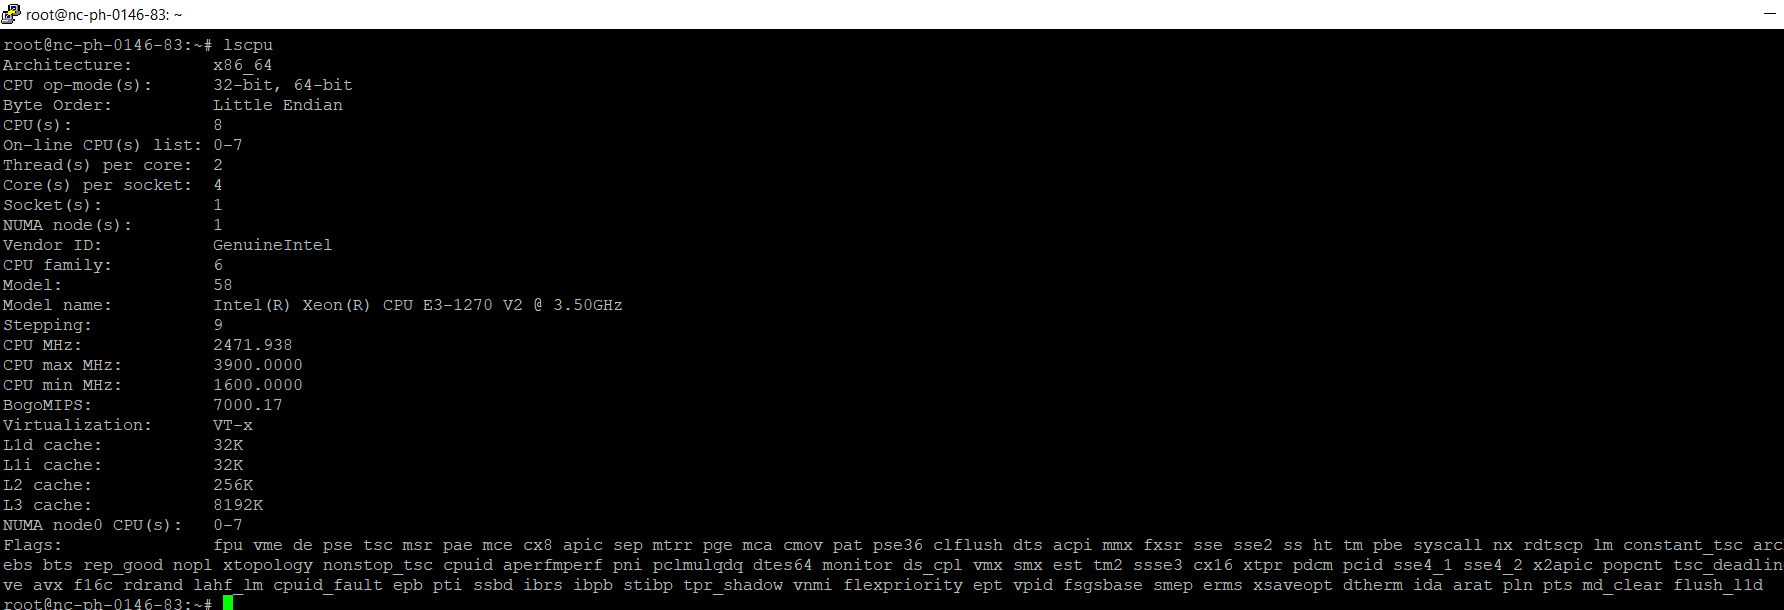 root@nc-ph-0146-83: ~
root@nc-ph-0146-83:~# lscpu
Architecture: x86_64
CPU op-mode(s): 32-bit, 64-bit
Byte Order: Little Endian
CPU(s): 8
On-line CPU(s) list: 0-7
Thread(s) per core: 2
Core(s) per socket: 4
Socket(s): 1
NUMA node(s): 1
Vendor ID: GenuineIntel
CPU family: 6
Model: 58
Model name: Intel(R) Xeon(R) CPU E3-1270 V2 @ 3.50GHz
Stepping: 9
CPU MHz: 2471.938
CPU max MHz: 3900.0000
CPU min MHz: 1600.0000
BogoMIPS: 7000.17
Virtualization: VT-x
L1d cache: 32K
L1i cache: 32K
L2 cache: 256K
L3 cache: 8192K
NUMA node0 CPU(s): 0-7
Flags: fpu vme de pse tsc msr pae mce cx8 apic sep mtrr pge mca cmov pat pse36 clflush dts acpi mmx fxsr sse sse2 ss ht tm pbe syscall nx rdtscp lm constant_tsc arc
ebs bts rep_good nopl xtopology nonstop_tsc cpuid aperfmperf pni pclmulqdq dtes64 monitor ds_cpl vmx smx est tm2 ssse3 cx16 xtpr pdcm pcid sse4_1 sse4_2 x2apic popcnt tsc_deadlin
ve avx f16c rdrand lahf_lm cpuid_fault epb pti ssbd ibrs ibpb stibp tpr_shadow vnmi flexpriority ept vpid fsgsbase smep erms xsaveopt dtherm ida arat pln pts md_clear flush_l1d
root@nc-ph-0146-83:~#